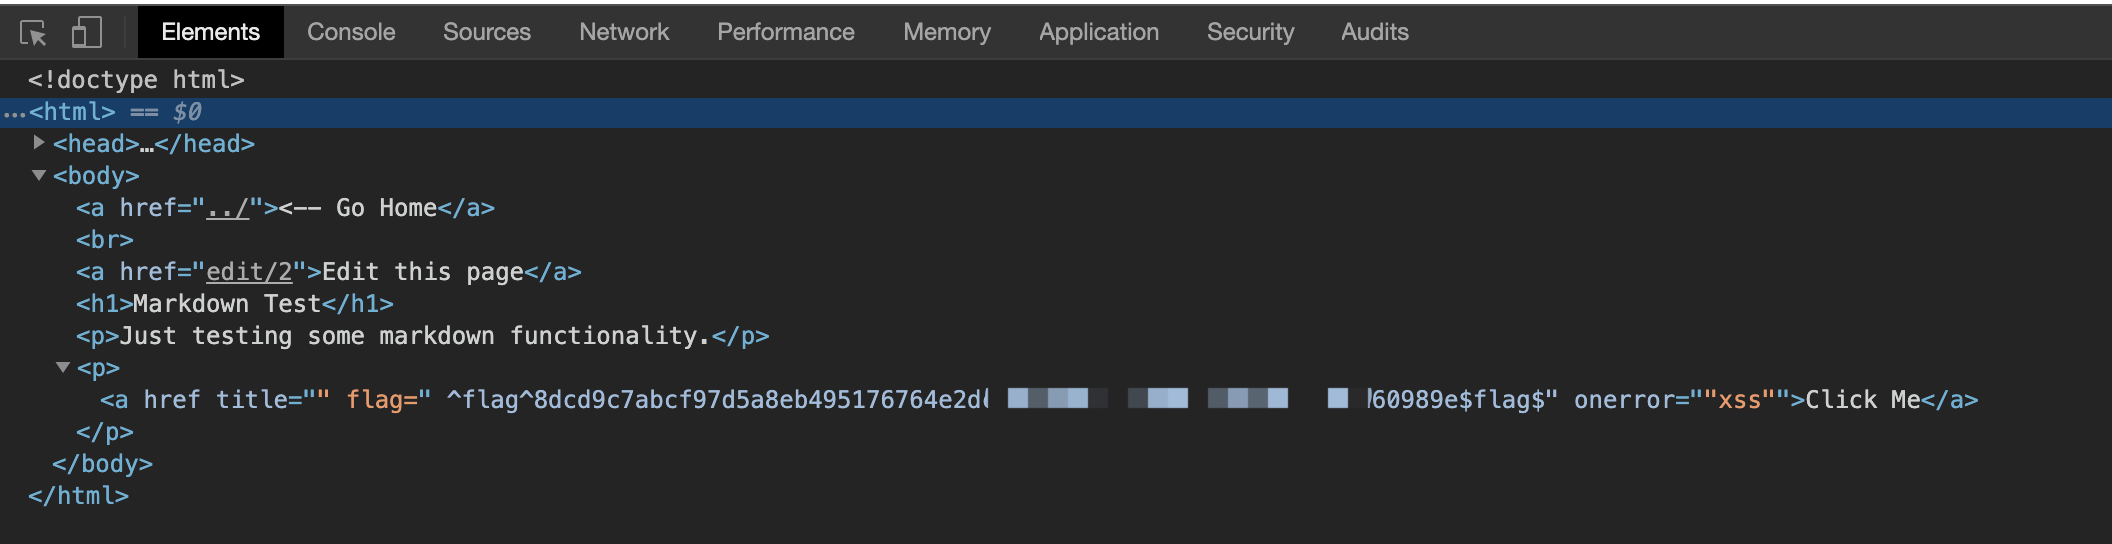 Elements Console Sources Network Performance Memory Application Security Audits
<!doctype html>
…<html> == $0
<head>…</head>
<body>
<a href="../"><-- Go Home</a>
<br>
<a href="edit/2">Edit this page</a>
<h1>Markdown Test</h1>
<p>Just testing some markdown functionality.</p>
<p>
<a href title="" flag=" ^flag^8dcd9c7abcf97d5a8eb495176764e2d 60989e$flag$" onerror=""xss"">Click Me</a>
</p>
</body>
</html>